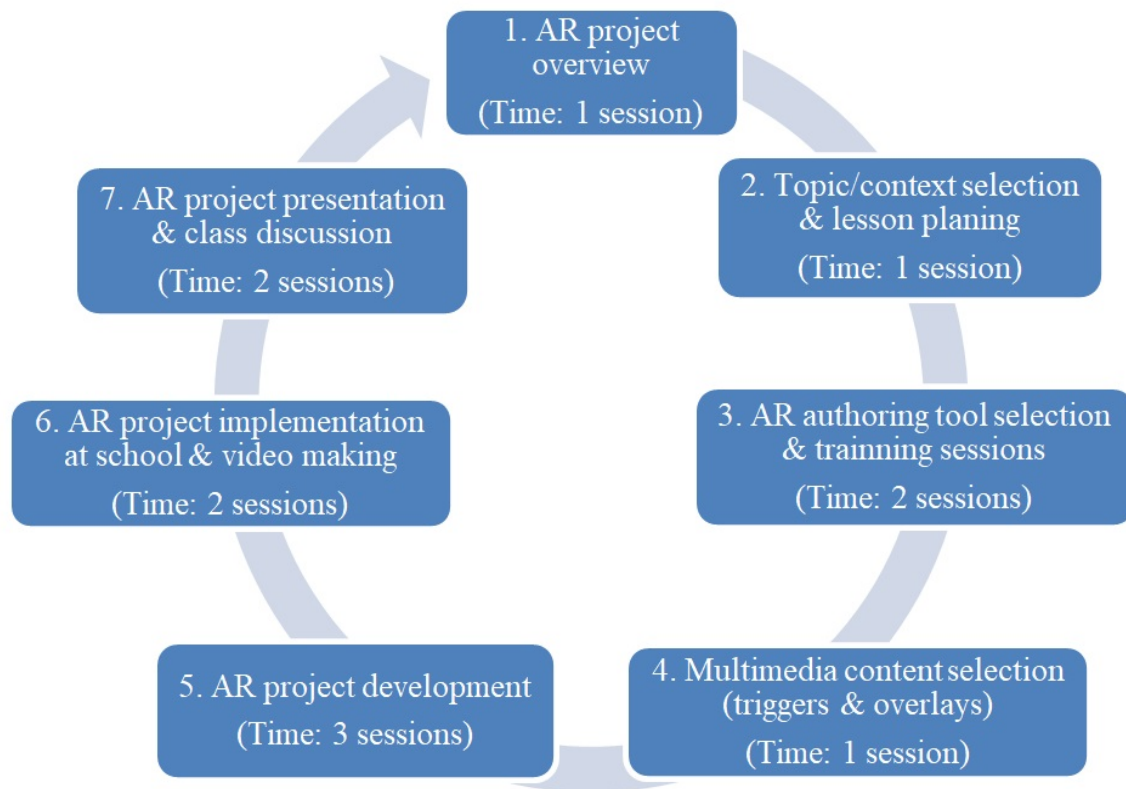 1. AR project
overview
(Time: 1 session)
2. Topic/context selection
& lesson planing
(Time: 1 session)
3. AR authoring tool selection
& trainning sessions
(Time: 2 sessions)
4. Multimedia content selection
(triggers & overlays)
(Time: 1 session)
5. AR project development
(Time: 3 sessions)
6. AR project implementation
at school & video making
(Time: 2 sessions)
7. AR project presentation
& class discussion
(Time: 2 sessions)